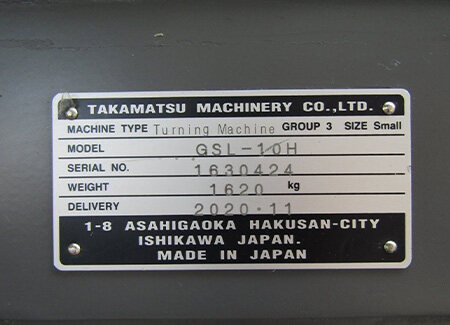 TAKAMATSU MACHINERY CO.,LTD.
MACHINE TYPE Turning Machine GROUP 3 SIZE Small
MODEL GSL-10H
SERIAL NO. 1630424
WEIGHT 1620 kg
DELIVERY 2020·11
1-8 ASAHIGAOKA HAKUSAN-CITY
ISHIKAWA JAPAN.
MADE IN JAPAN